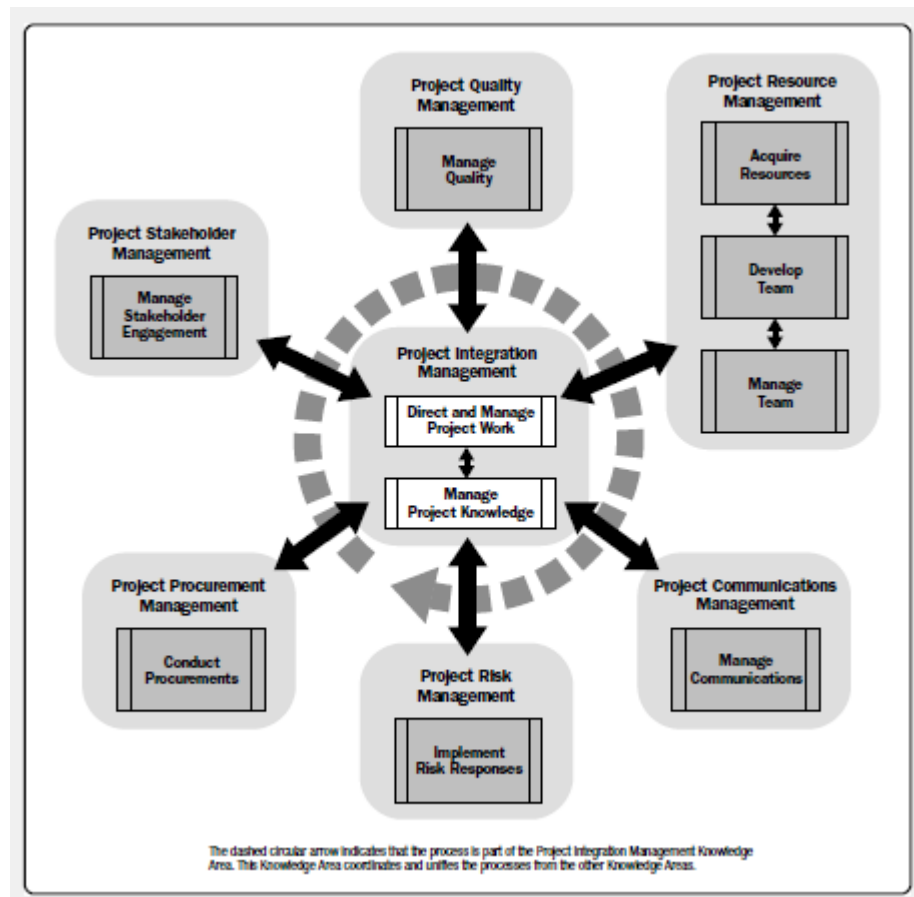 Project Quality
Management
Manage
Quality
Project Resource
Management
Acquire
Resources
Develop
Team
Manage
Team
Project Stakeholder
Management
Manage
Stakeholder
Engagement
Project Integration
Management
Direct and Manage
Project Work
Manage
Project Knowledge
Project Procurement
Management
Conduct
Procurements
Project Risk
Management
Implement
Risk Responses
Project Communications
Management
Manage
Communications
The dashed circular arrow indicates that the process is part of the Project Integration Management Knowledge
Area. This Knowledge Area coordinates and unifies the processes from the other Knowledge Areas.